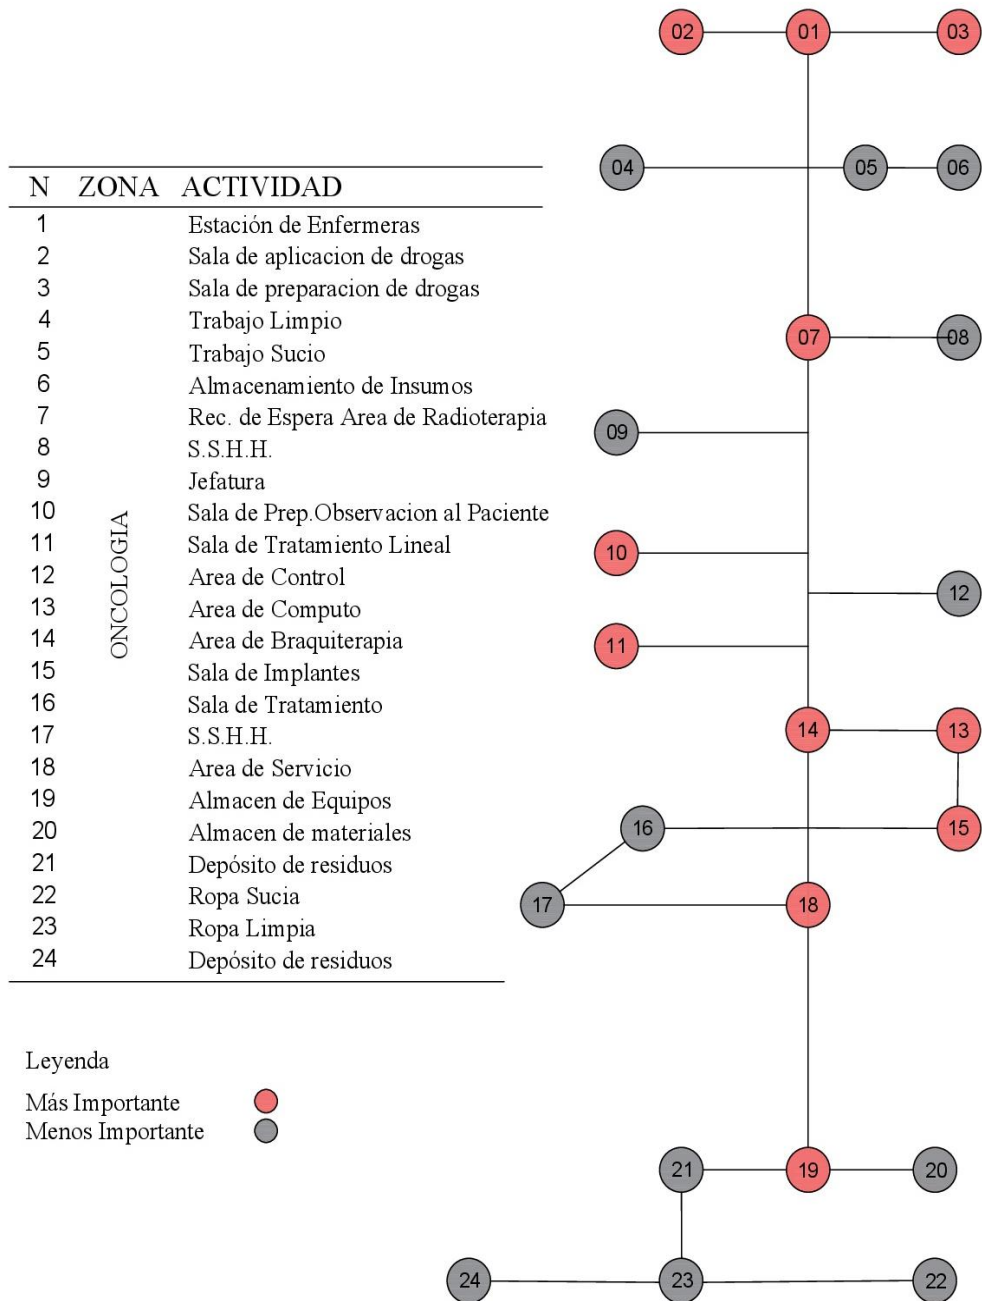 N ZONA ACTIVIDAD
1 Estación de Enfermeras
2 Sala de aplicacion de drogas
3 Sala de preparacion de drogas
4 Trabajo Limpio
5 Trabajo Sucio
6 Almacenamiento de Insumos
7 Rec. de Espera Area de Radioterapia
8 S.S.H.H.
9 Jefatura
10 Sala de Prep.Observacion al Paciente
11 Sala de Tratamiento Lineal
12 Area de Control
13 Area de Computo
14 Area de Braquiterapia
15 Sala de Implantes
16 Sala de Tratamiento
17 S.S.H.H.
18 Area de Servicio
19 Almacen de Equipos
20 Almacen de materiales
21 Depósito de residuos
22 Ropa Sucia
23 Ropa Limpia
24 Depósito de residuos
ONCOLOGIA
Leyenda
Más Importante
Menos Importante
02 01 03
04 05 06
07 08
09
10
12
11
14 13
16 15
17 18
21 19 20
24 23 22